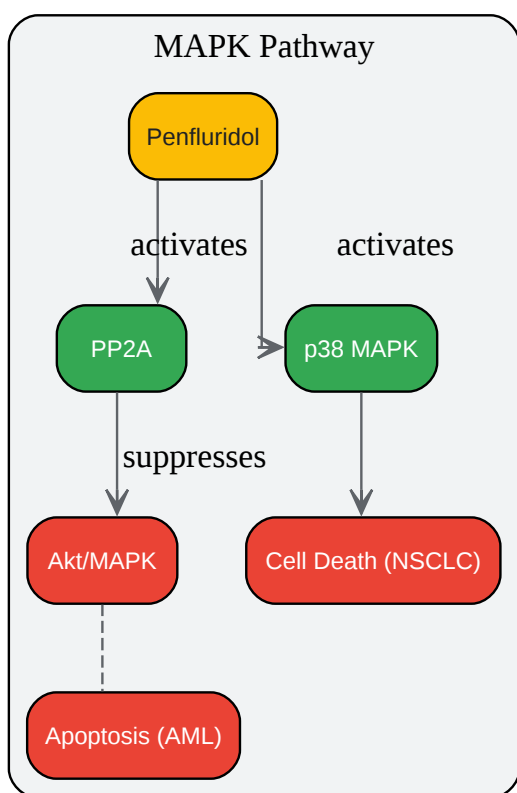 MAPK Pathway
Penfluridol
activates
activates
PP2A
p38 MAPK
suppresses
Akt/MAPK
Cell Death (NSCLC)
Apoptosis (AML)